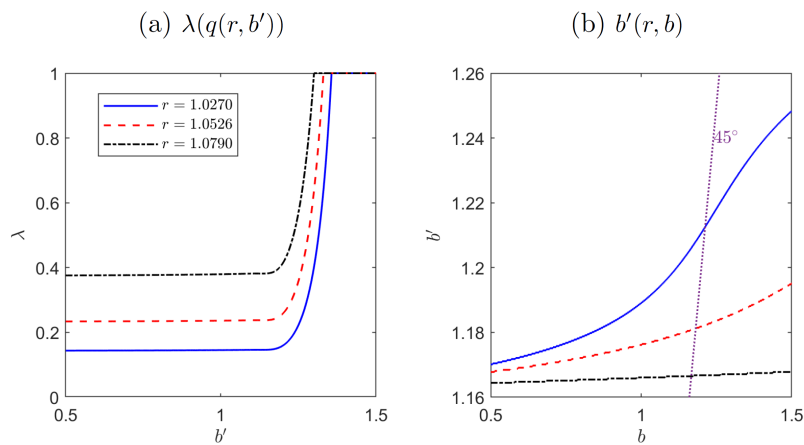 (a) λ(q(r, b′))
1
0.8
0.6
0.4
0.2
0
λ
r = 1.0270
r = 1.0526
r = 1.0790
0.5 1 1.5
b′
(b) b′(r, b)
1.26
1.24
1.22
1.2
1.18
1.16
b′
45°
0.5 1 1.5
b